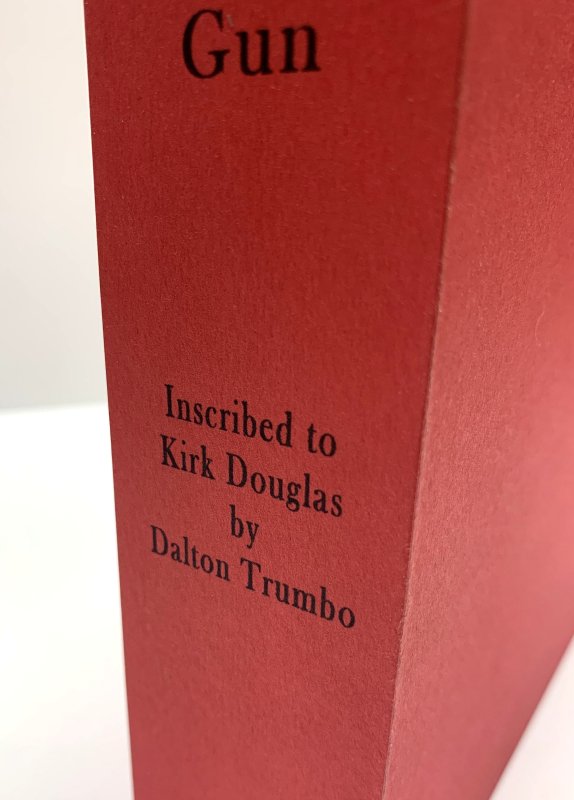 Gun
Inscribed to
Kirk Douglas
by
Dalton Trumbo